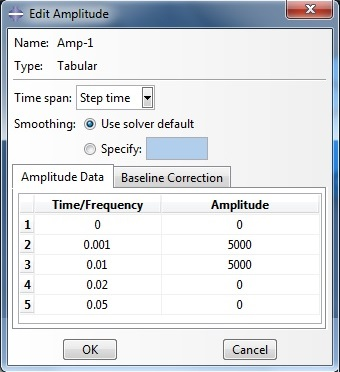 Edit Amplitude
Name: Amp-1
Type: Tabular
Time span: Step time
Smoothing: Use solver default
Specify:
Amplitude Data Baseline Correction
Time/Frequency Amplitude
1 0 0
2 0.001 5000
3 0.01 5000
4 0.02 0
5 0.05 0
OK Cancel